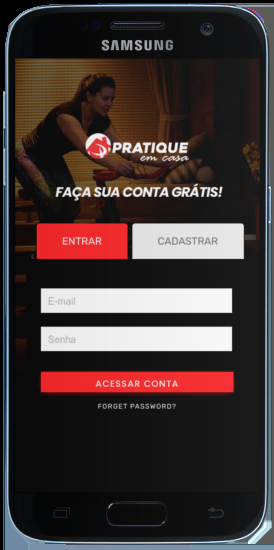 SAMSUNG
PRATIQUE
em casa
FAÇA SUA CONTA GRÁTIS!
ENTRAR CADASTRAR
E-mail
Senha
ACESSAR CONTA
FORGET PASSWORD?